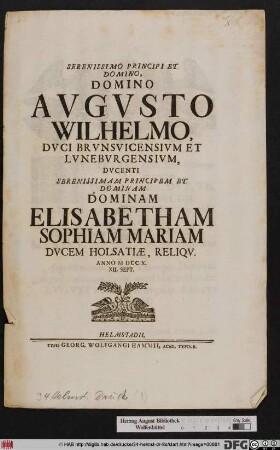 SERENISSIMO PRINCIPI ET
DOMINO,
DOMINO
AVGVSTO
WILHELMO,
DVCI BRVNSVICENSIVM ET
LVNEBVRGENSIVM,
DVCENTI
SERENISSIMAM PRINCIPEM ET
DOMINAM
DOMINAM
ELISABETHAM
SOPHIAM MARIAM
DVCEM HOLSATIÆ, RELIQV.
ANNO M DCC X.
XII. SEPT.
HELMSTADII,
TYPIS GEORG. WOLFGANGI HAMMII, ACAD. TYPOGR.
Herzog August Bibliothek
Wolfenbüttel
© HAB
DFG